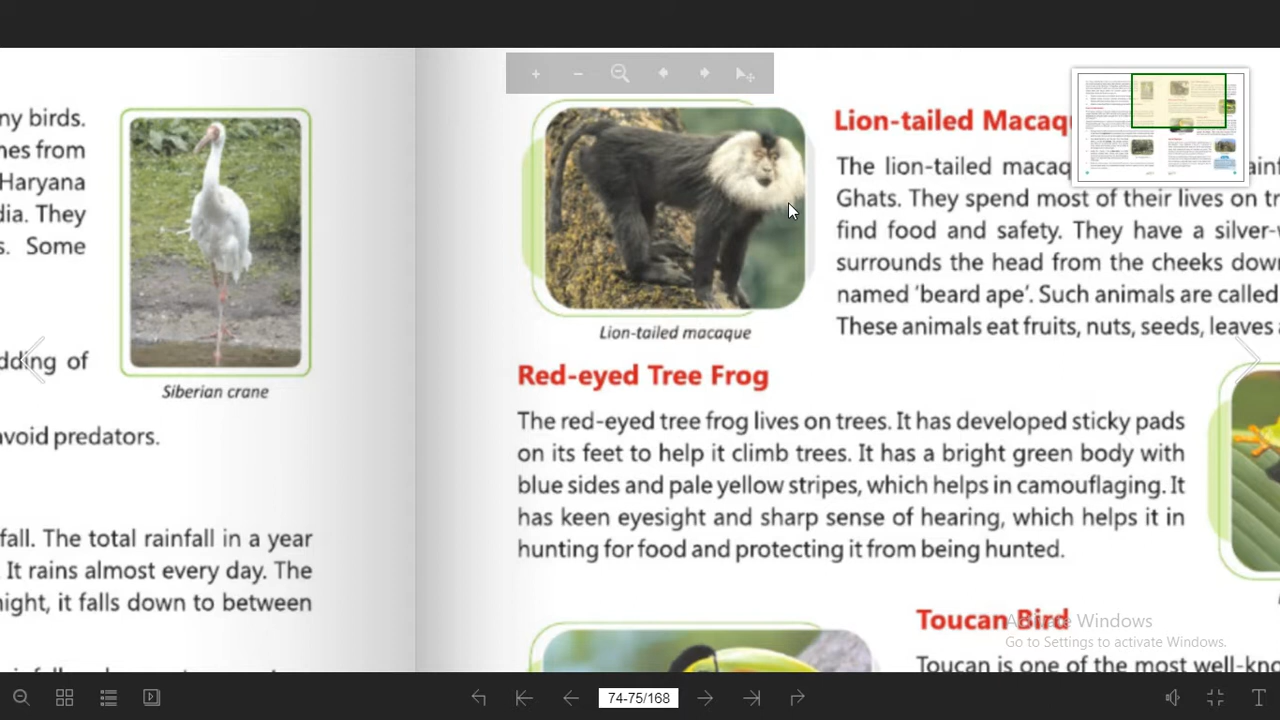 ny birds.
nes from
Haryana
dia. They
s. Some
Siberian crane
dding of
avoid predators.
fall. The total rainfall in a year
It rains almost every day. The
night, it falls down to between
Lion-tailed Macaq
The lion-tailed macaq
Ghats. They spend most of their lives on tr
find food and safety. They have a silver-
surrounds the head from the cheeks dow
named ‘beard ape’. Such animals are called
These animals eat fruits, nuts, seeds, leaves
Lion-tailed macaque
Red-eyed Tree Frog
The red-eyed tree frog lives on trees. It has developed sticky pads
on its feet to help it climb trees. It has a bright green body with
blue sides and pale yellow stripes, which helps in camouflaging. It
has keen eyesight and sharp sense of hearing, which helps it in
hunting for food and protecting it from being hunted.
Toucan Bird
Toucan is one of the most well-kno
Activate Windows
Go to Settings to activate Windows.
74-75/168